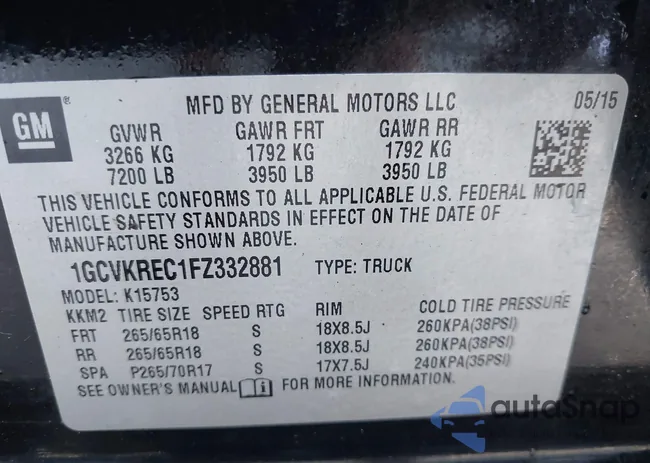 GM
®
MFD BY GENERAL MOTORS LLC 05/15
GVWR GAWR FRT GAWR RR
3266 KG 1792 KG 1792 KG
7200 LB 3950 LB 3950 LB
THIS VEHICLE CONFORMS TO ALL APPLICABLE U.S. FEDERAL MOTOR
VEHICLE SAFETY STANDARDS IN EFFECT ON THE DATE OF
MANUFACTURE SHOWN ABOVE.
1GCVKREC1FZ332881 TYPE: TRUCK
MODEL: K15753
KKM2 TIRE SIZE SPEED RTG RIM COLD TIRE PRESSURE
FRT 265/65R18 S 18X8.5J 260KPA(38PSI)
RR 265/65R18 S 18X8.5J 260KPA(38PSI)
SPA P265/70R17 S 17X7.5J 240KPA(35PSI)
SEE OWNER'S MANUAL i FOR MORE INFORMATION.
autoSnap